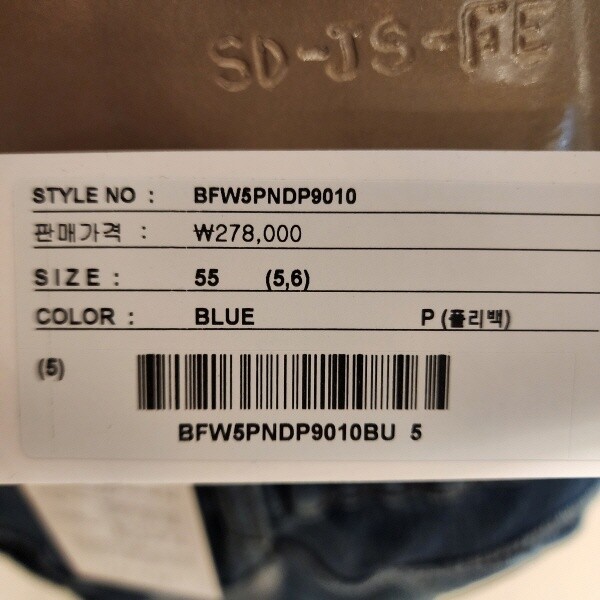 SD-JS-FE
STYLE NO : BFW5PNDP9010
판매가격 : ₩278,000
SIZE : 55 (5,6)
COLOR : BLUE P (폴리백)
(5)
BFW5PNDP9010BU 5